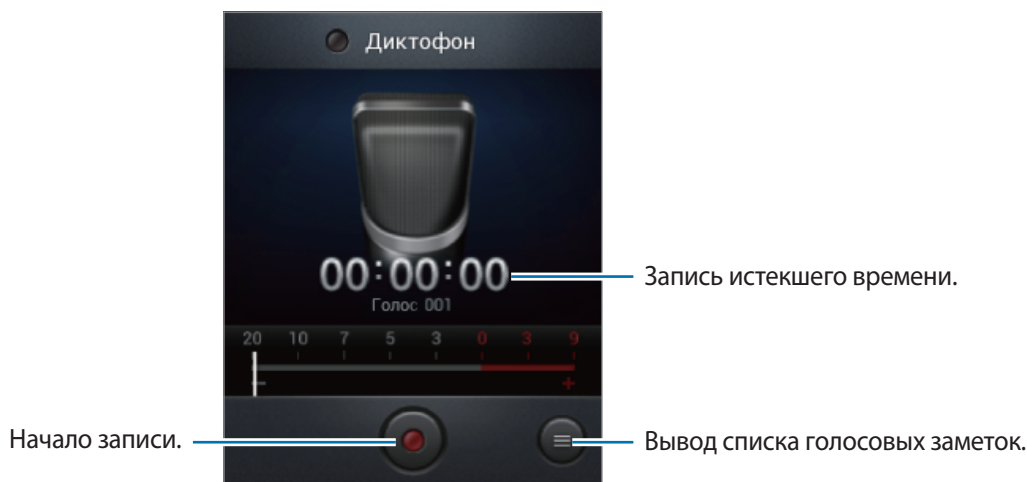 Диктофон
00:00:00
Запись истекшего времени.
Голос 001
20 10 7 5 3 0 3 9
− +
Начало записи.
Вывод списка голосовых заметок.